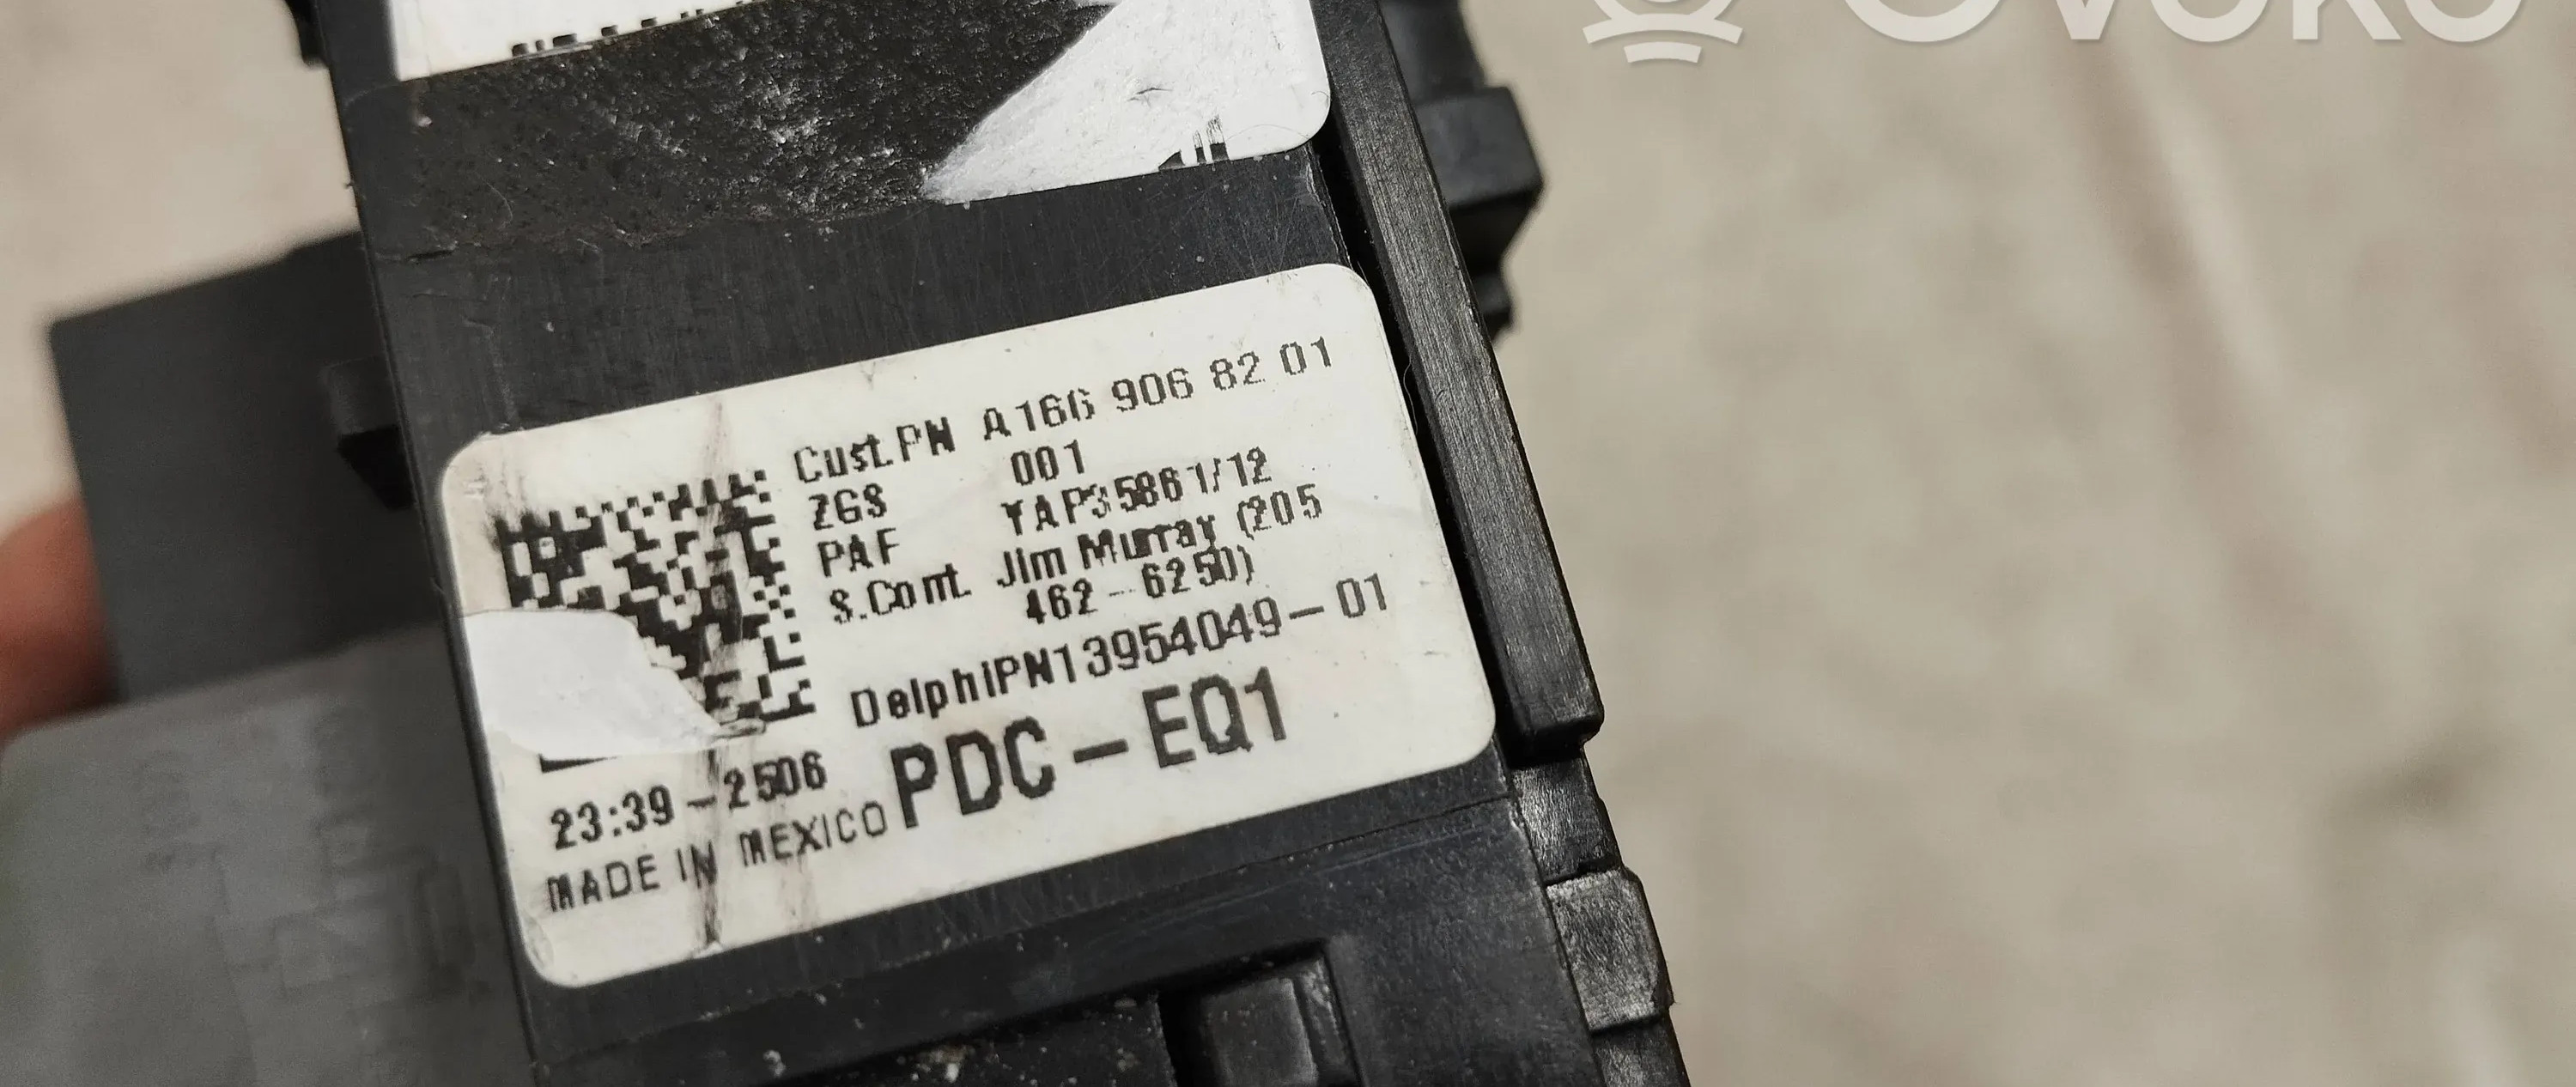 OVOKO
Cust.PN A166 906 82 01
ZGS 001
PAF YAP35861/12
S.Cont. Jim Murray (205
462-6250)
DelphiPN13954049-01
23:39-2506 PDC-EQ1
MADE IN MEXICO